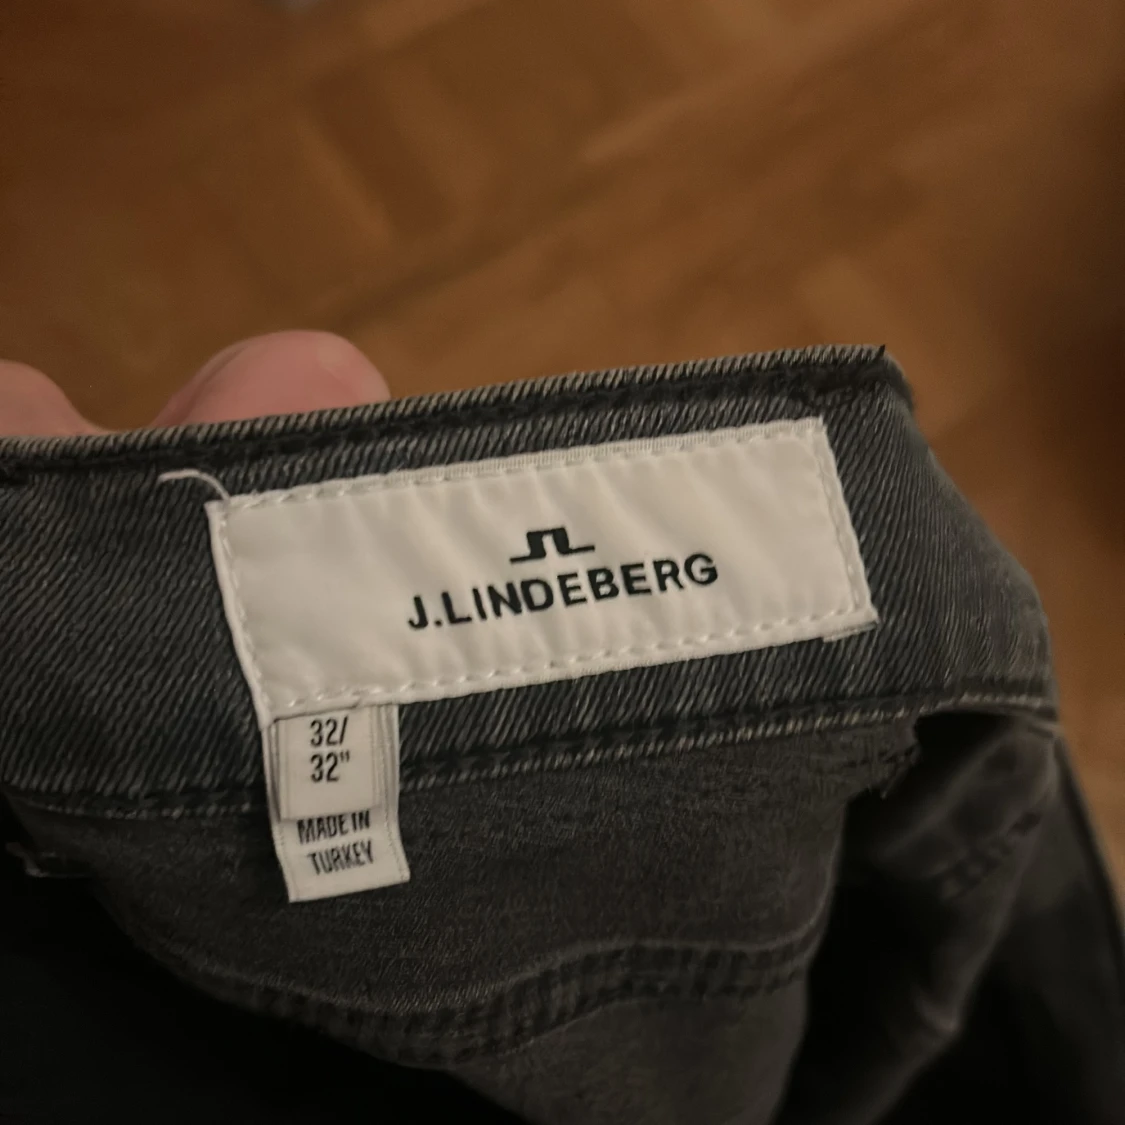 J.LINDEBERG
32/
32"
MADE IN
TURKEY